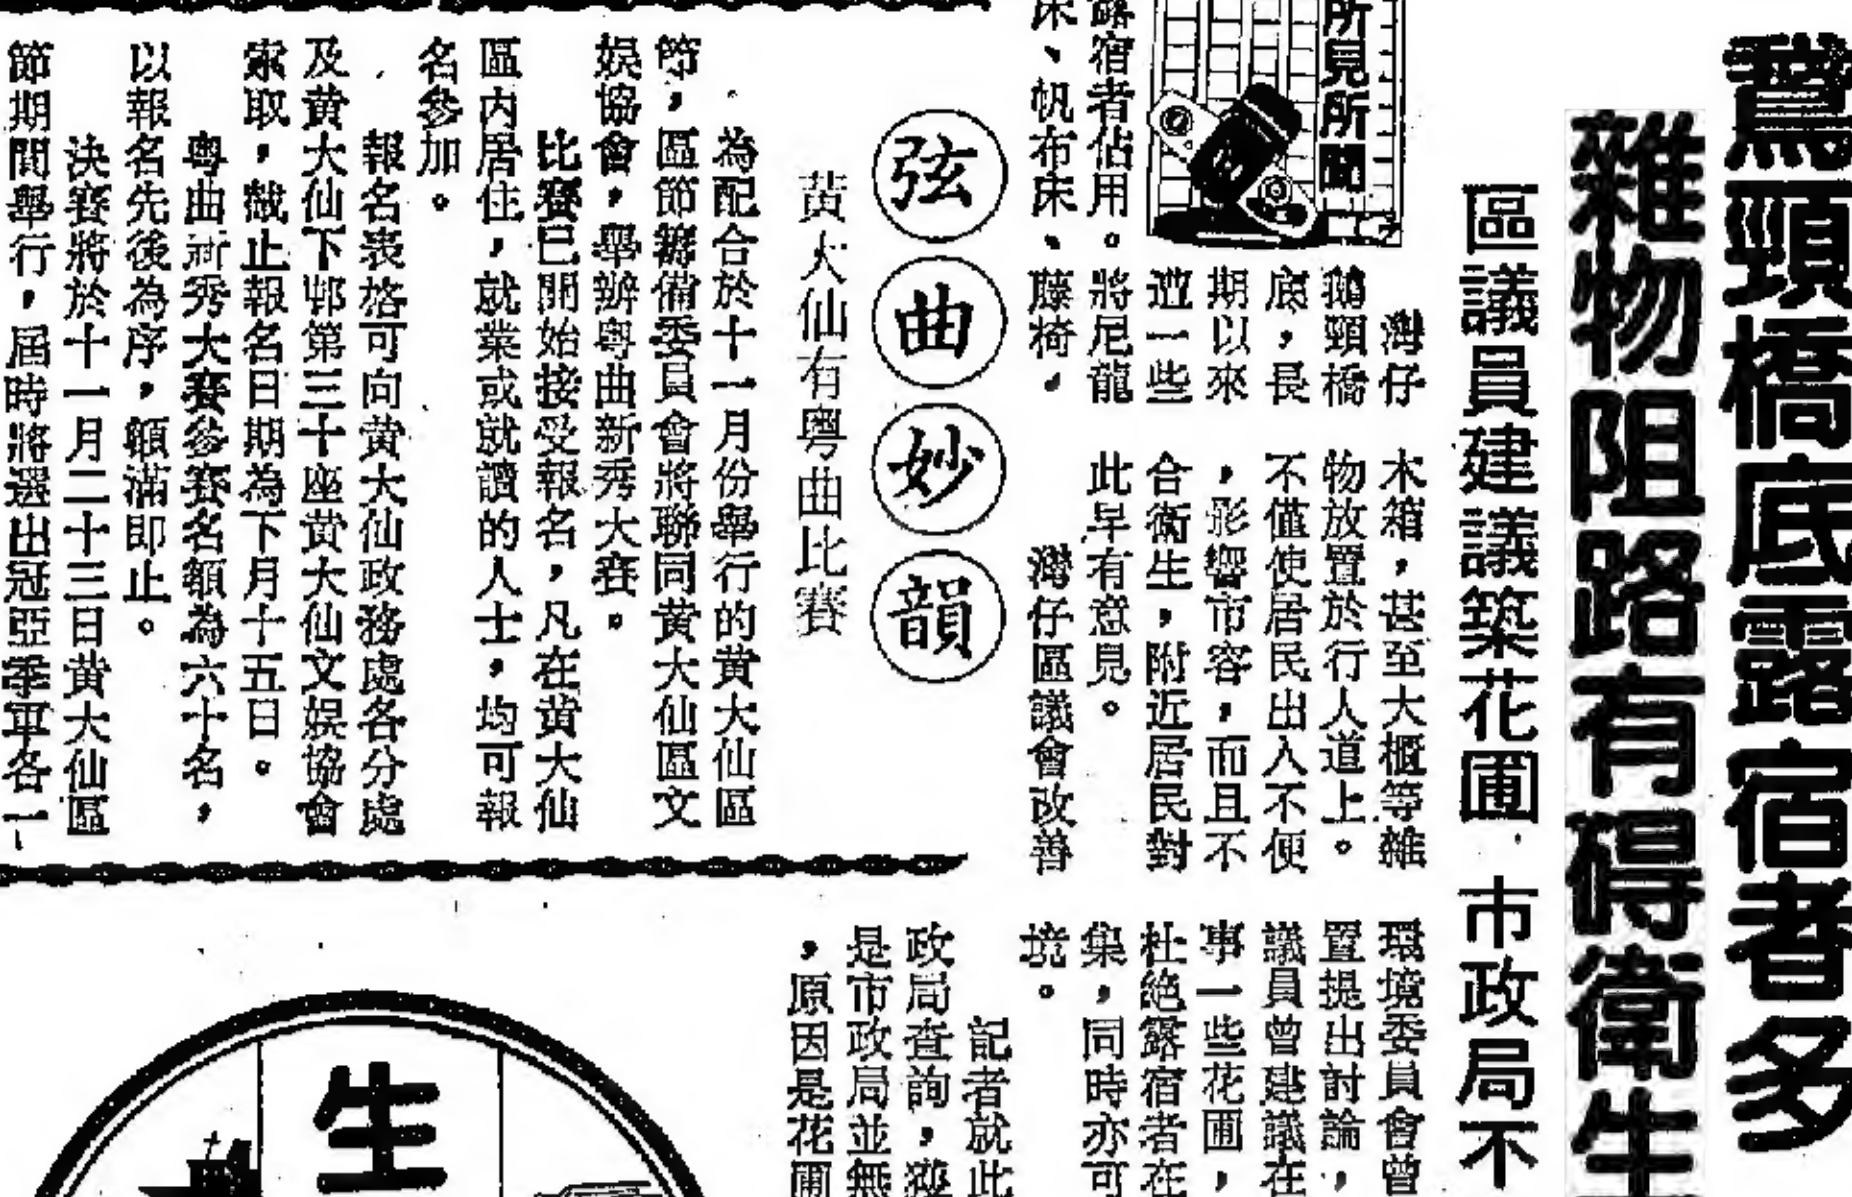 鵞頸橋底露宿者多
雜物阻路有碍衞生
區議員建議築花圃
市政局不
所見所聞
灣仔
鵝頸橋
底，長
期以來
遭一些
露宿者佔用。將尼龍
床、帆布床、藤椅，
木箱，甚至大櫃等雜
物放置於行人道上。
不僅使居民出入不便
，影響市容，而且不
合衞生，附近居民對
此早有意見。
灣仔區議會改善
環境委員會曾
置提出討論，
議員曾建議在
事一些花圃，
杜絕露宿者在
集，同時亦可
境。
記者就此
政局查詢，獲
是市政局並無
，原因是花圃
弦曲妙韻
黃大仙有粵曲比賽
為配合於十一月份舉行的黃大仙區
節，區節籌備委員會將聯同黃大仙區文
娛協會，舉辦粵曲新秀大賽。
比賽已開始接受報名，凡在黃大仙
區內居住，就業或就讀的人士，均可報
名參加。
報名表格可向黃大仙政務處各分處
及黃大仙下邨第三十座黃大仙文娛協會
索取，截止報名日期為下月十五日。
粵曲新秀大賽參賽名額為六十名，
以報名先後為序，額滿即止。
決賽將於十一月二十三日黃大仙區
節期間舉行，屆時將選出冠亞季軍各一
生